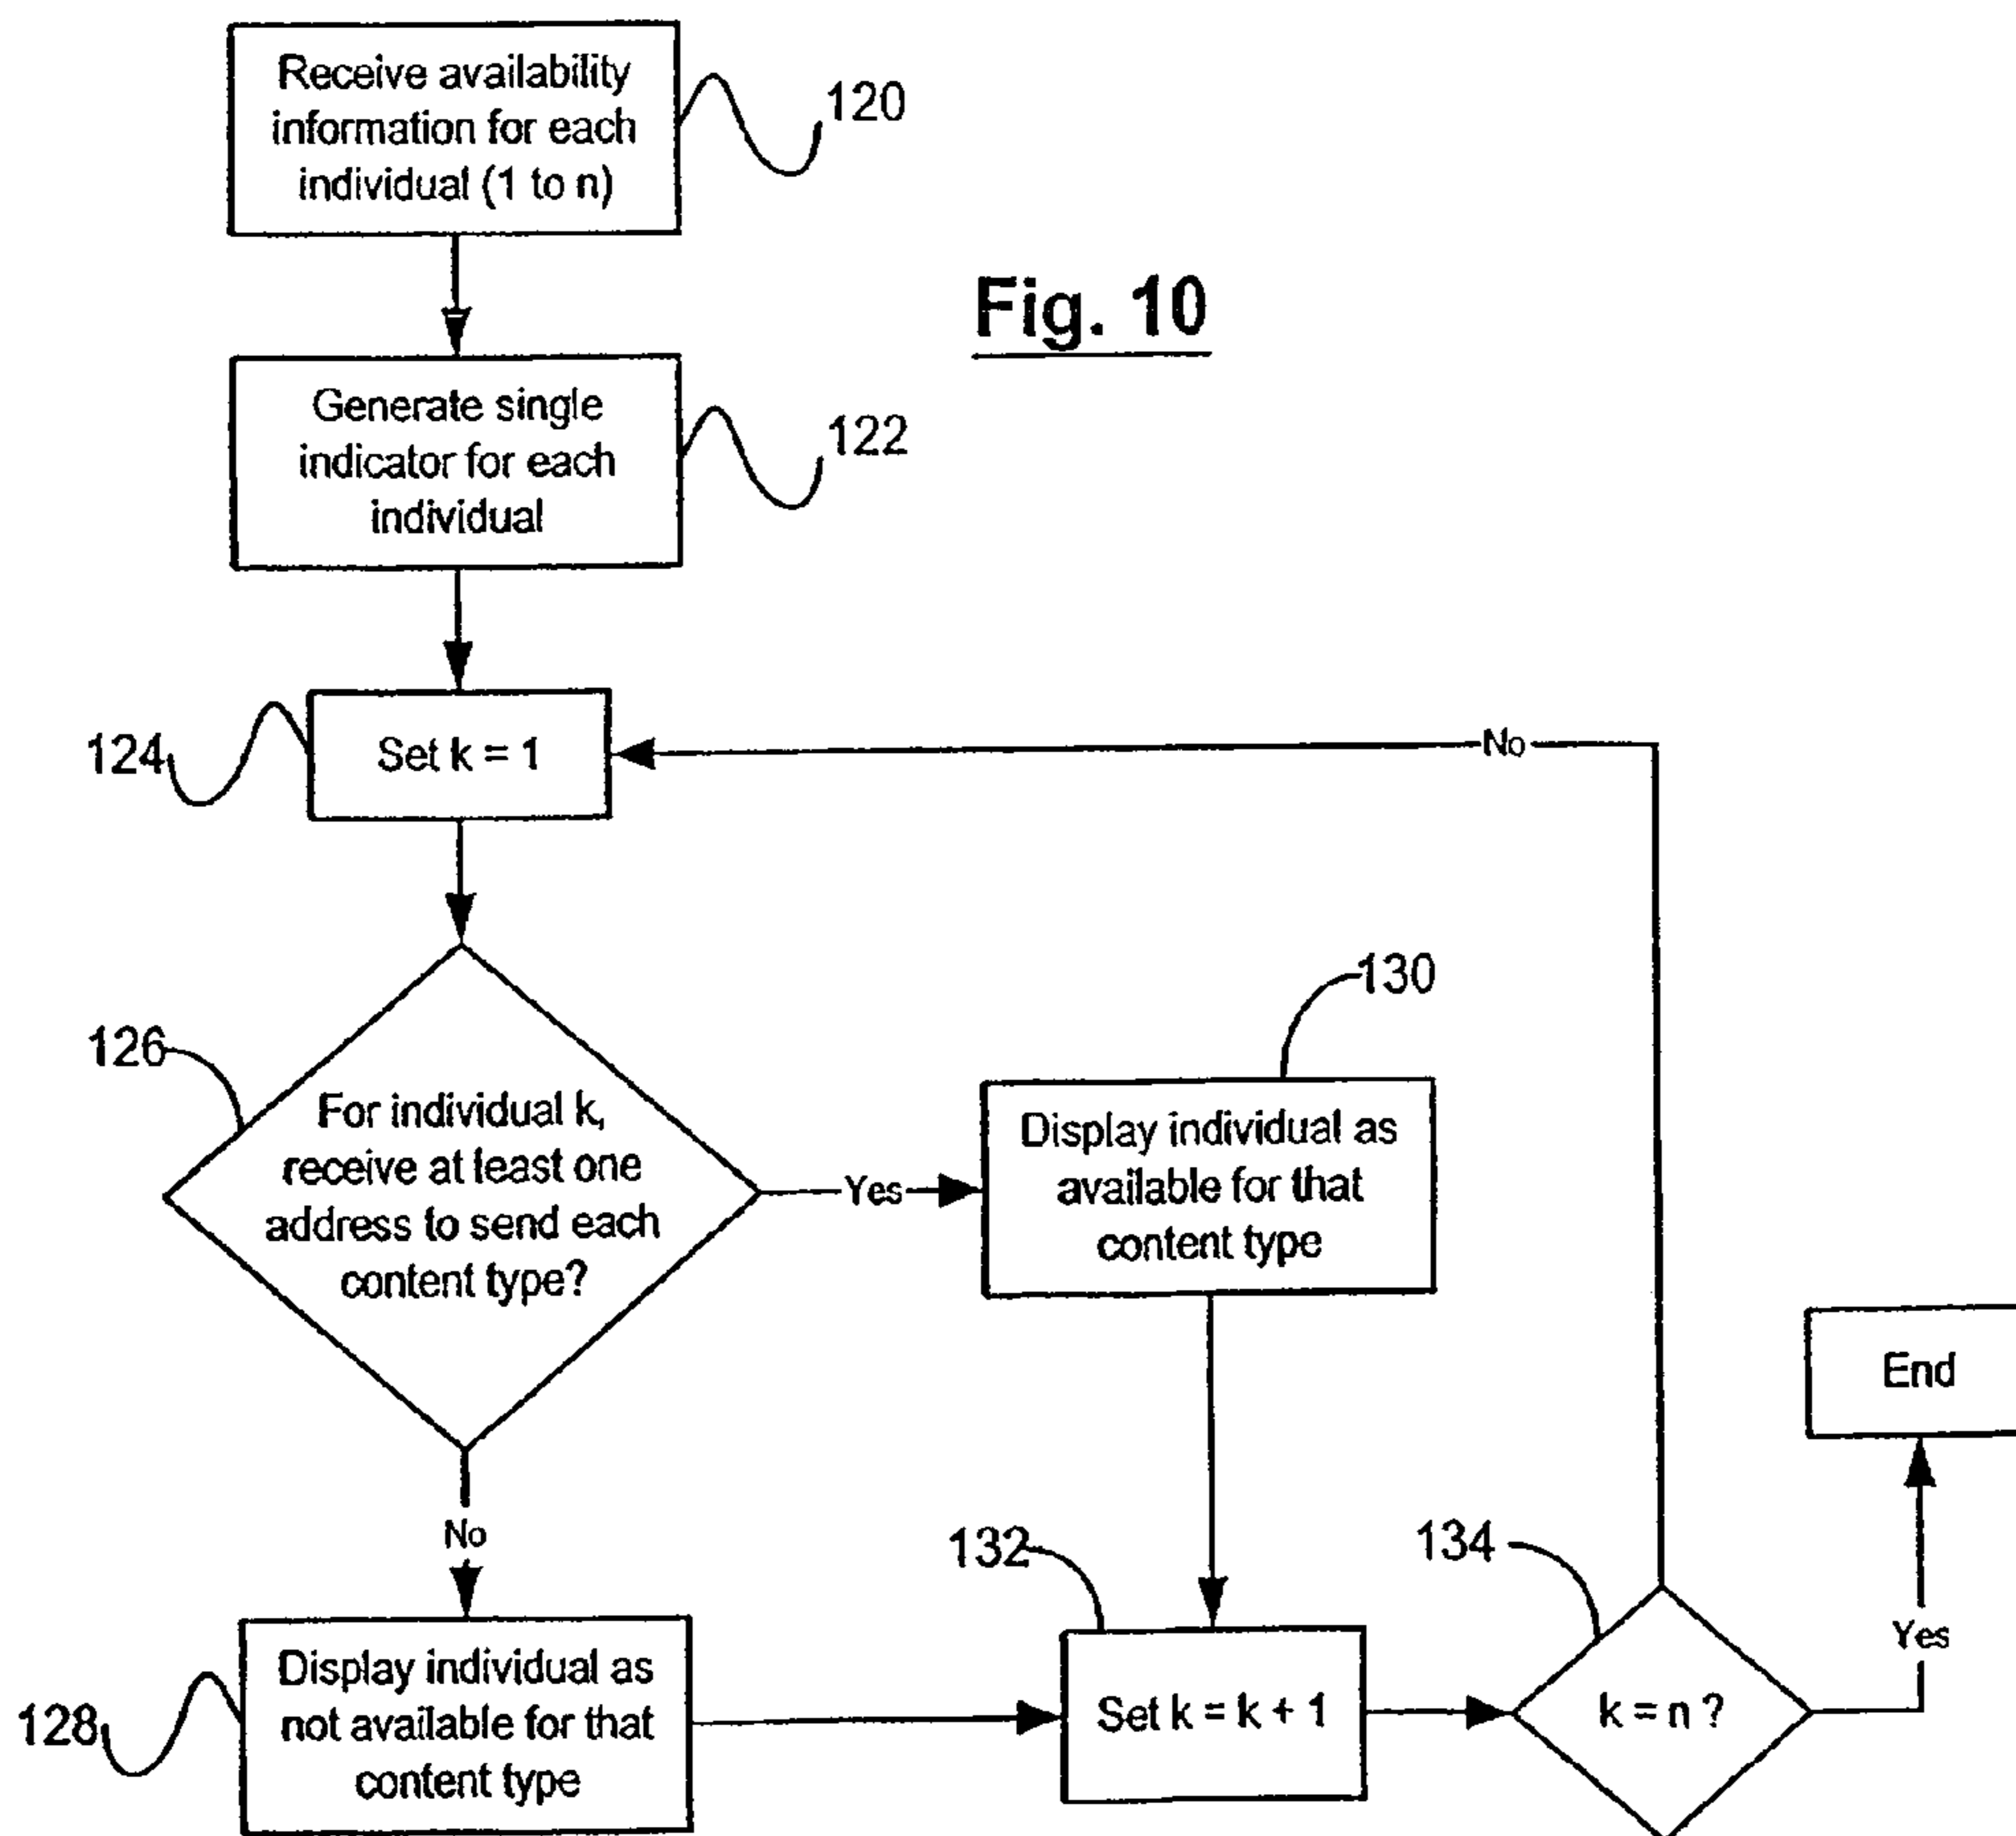 Receive availability
information for each
individual (1 to n)
120
Fig. 10
Generate single
indicator for each
individual
122
124
Set k = 1
No
126
For individual k,
receive at least one
address to send each
content type?
Yes
130
Display individual as
available for that
content type
End
No
132
134
Yes
128
Display individual as
not available for that
content type
Set k = k + 1
k = n ?